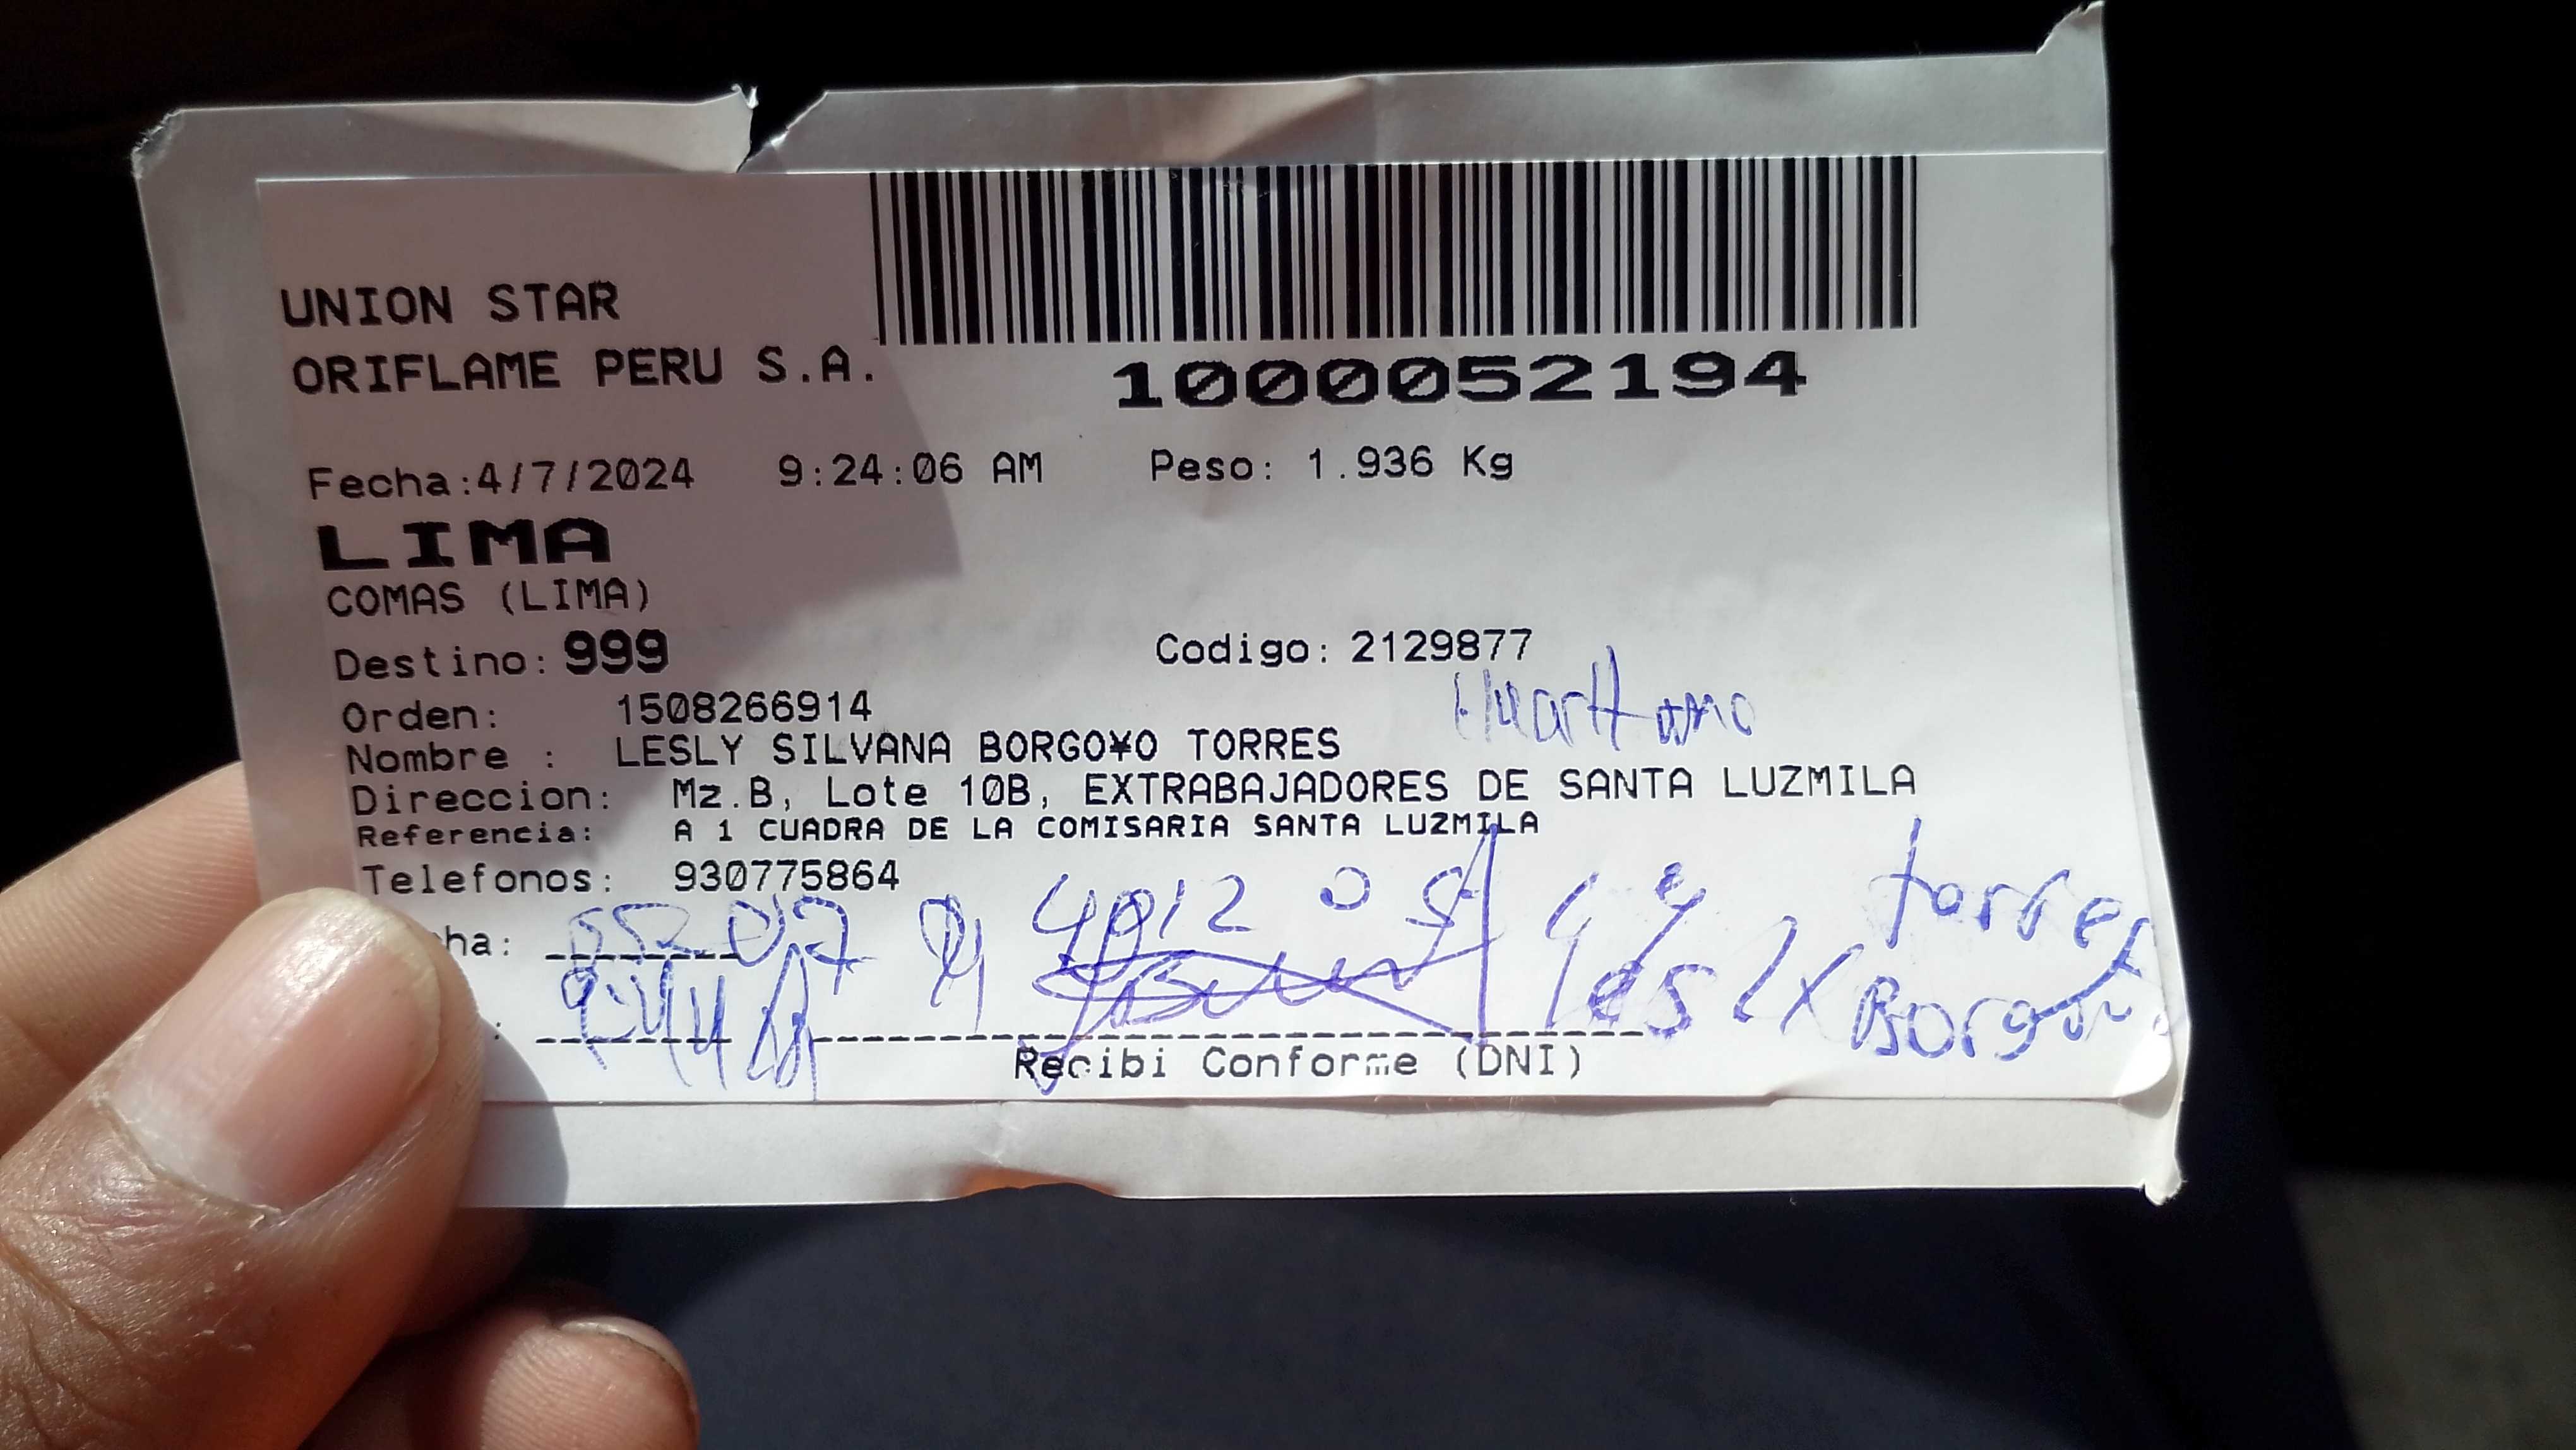 UNION STAR
ORIFLAME PERU S.A.
1000052194
Fecha:4/7/2024 9:24:06 AM Peso: 1.936 Kg
LIMA
COMAS (LIMA)
Destino: 999 Codigo: 2129877
Orden: 1508266914
Nombre : LESLY SILVANA BORGO¥O TORRES
Direccion: Mz.B, Lote 10B, EXTRABAJADORES DE SANTA LUZMILA
Referencia: A 1 CUADRA DE LA COMISARIA SANTA LUZMILA
Telefonos: 930775864
torres
ha:
:
Recibi Conforme (DNI)